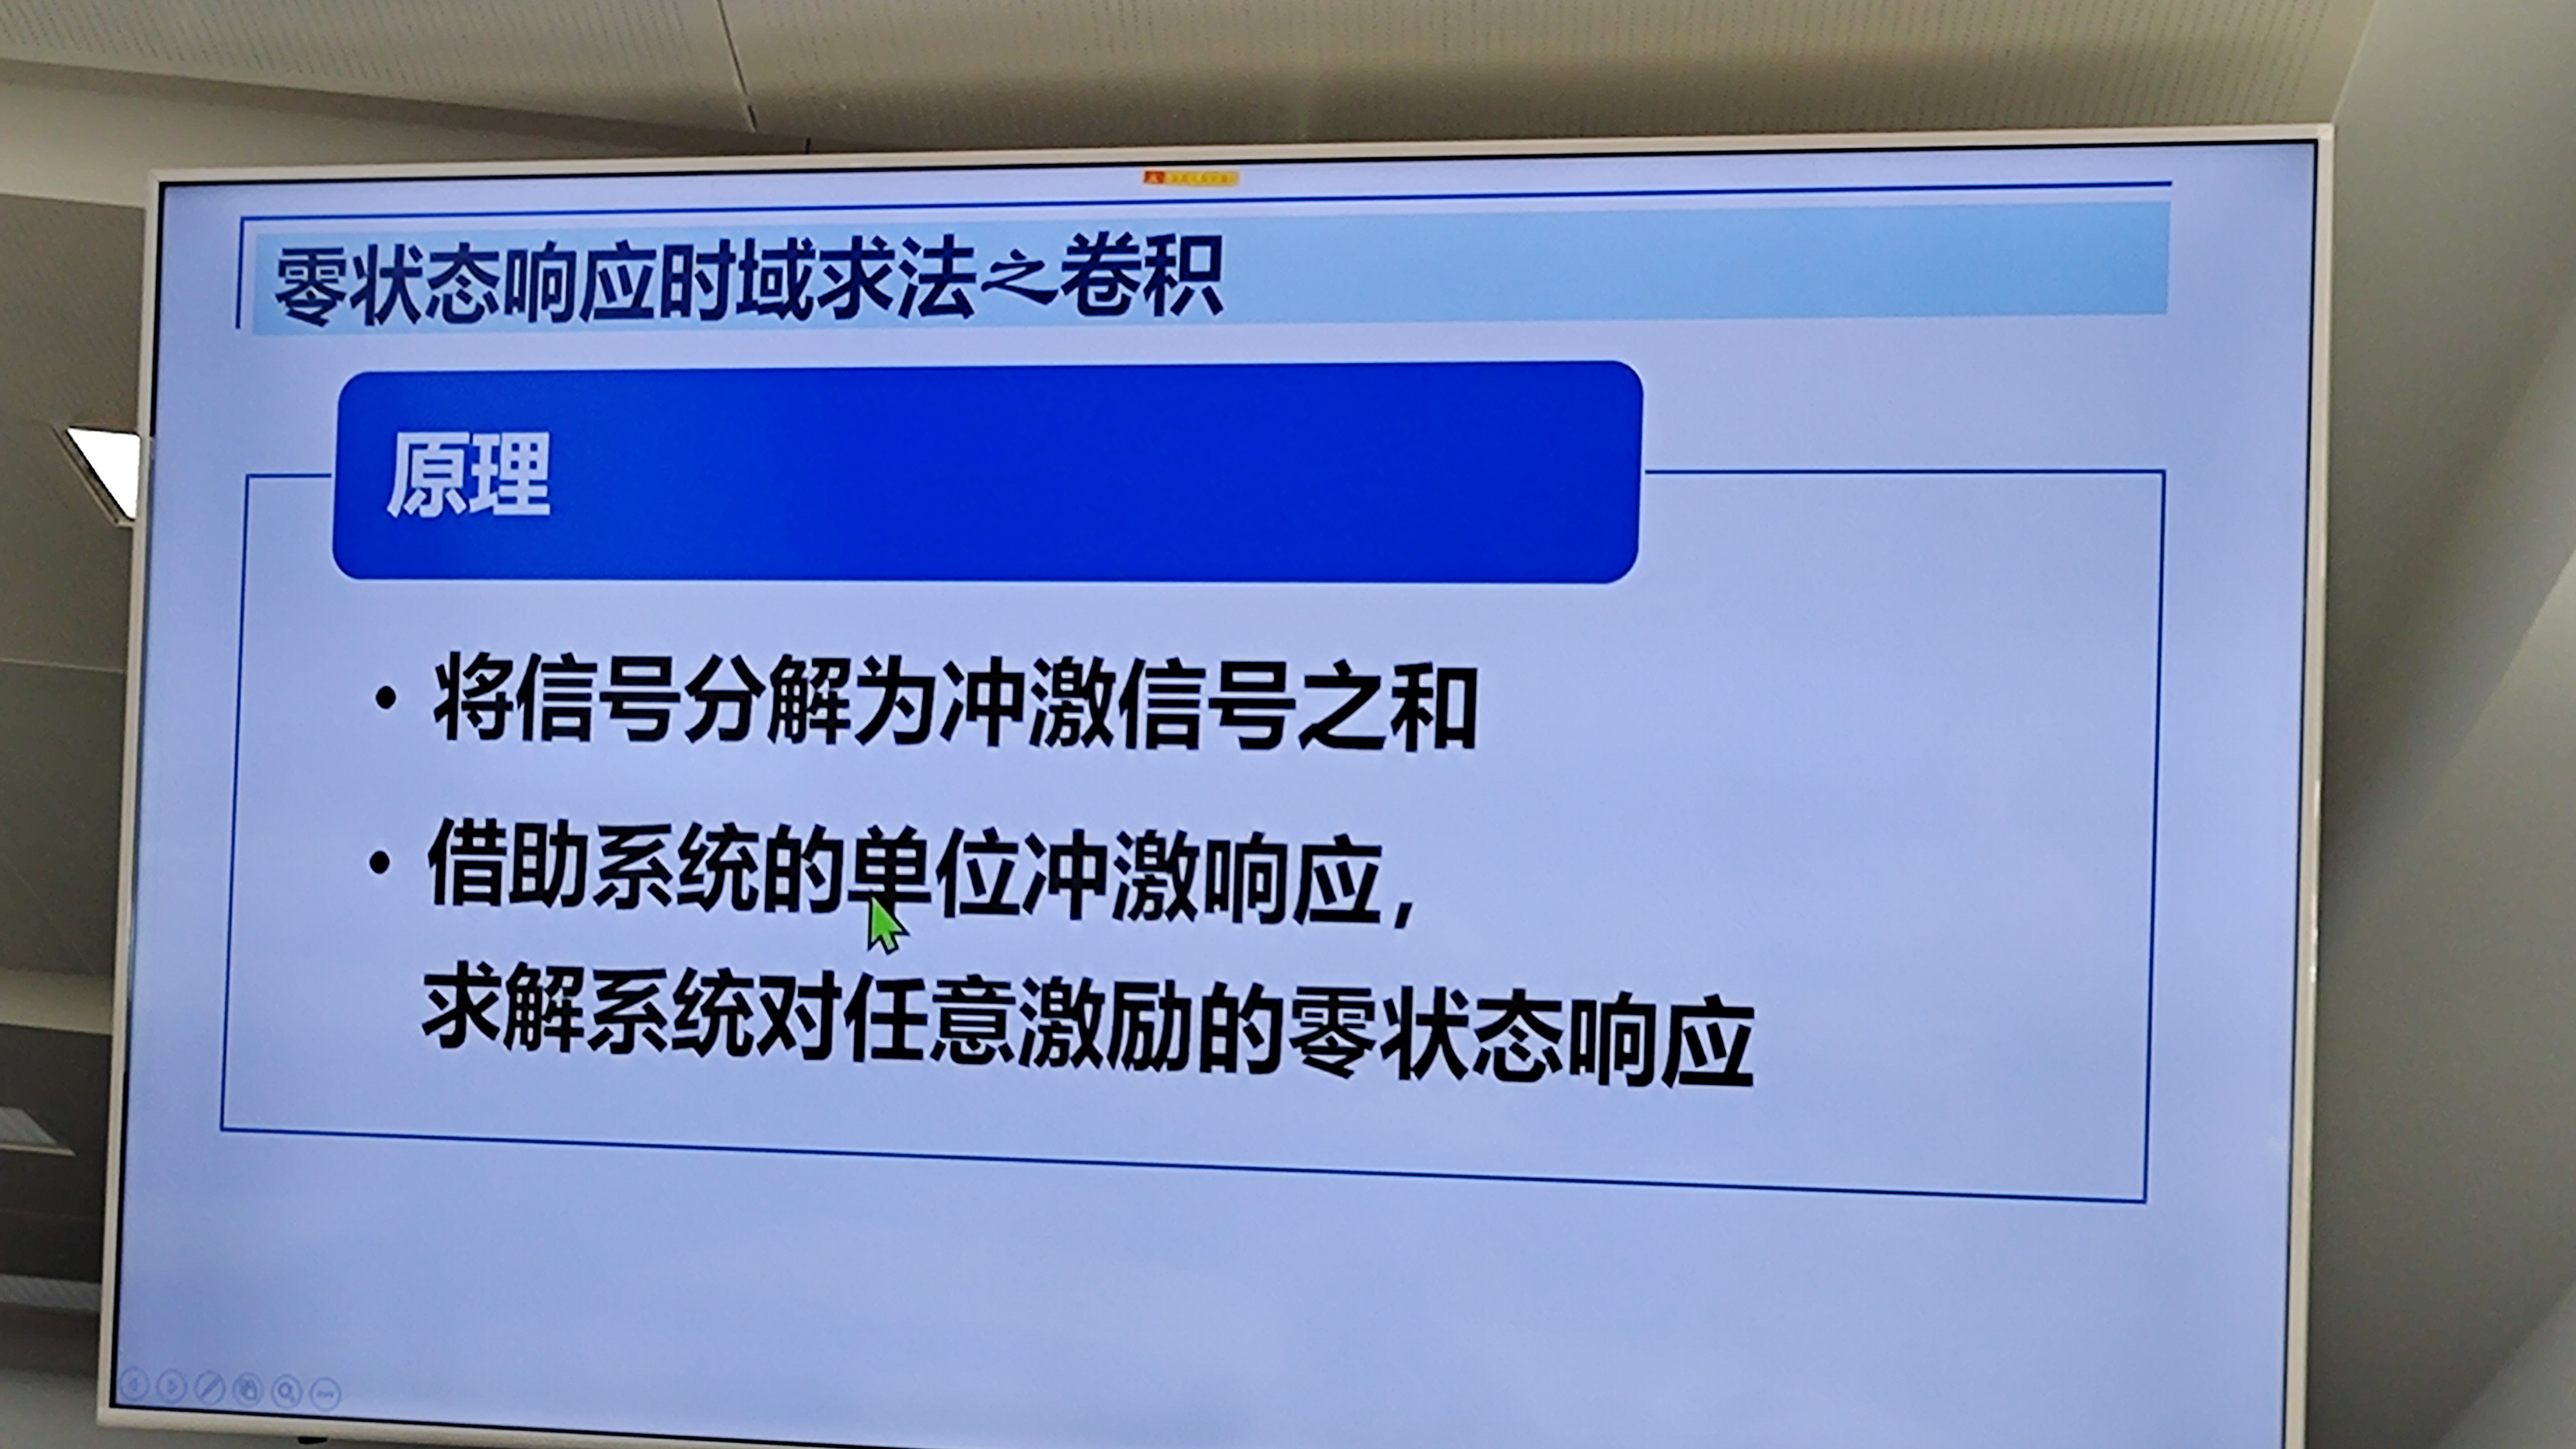 零状态响应时域求法之卷积
原理
• 将信号分解为冲激信号之和
• 借助系统的单位冲激响应，
求解系统对任意激励的零状态响应